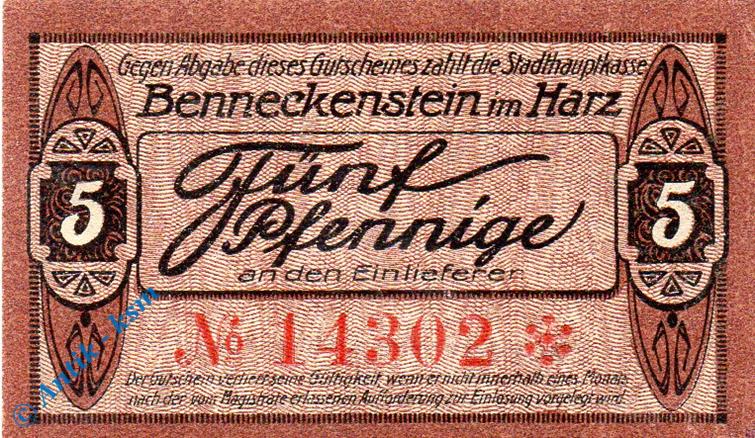 Gegen Abgabe dieses Gutscheines zahlt die Stadthauptkasse
Benneckenstein im Harz
5 Fünf 5
Pfennige
an den Einlieferer
No 14302
Der Gutschein verliert seine Gültigkeit, wenn er nicht innerhalb eines Monats
nach der vom Magistrate erlassenen Aufforderung zur Einlösung vorgelegt wird.
© Antik - ksm